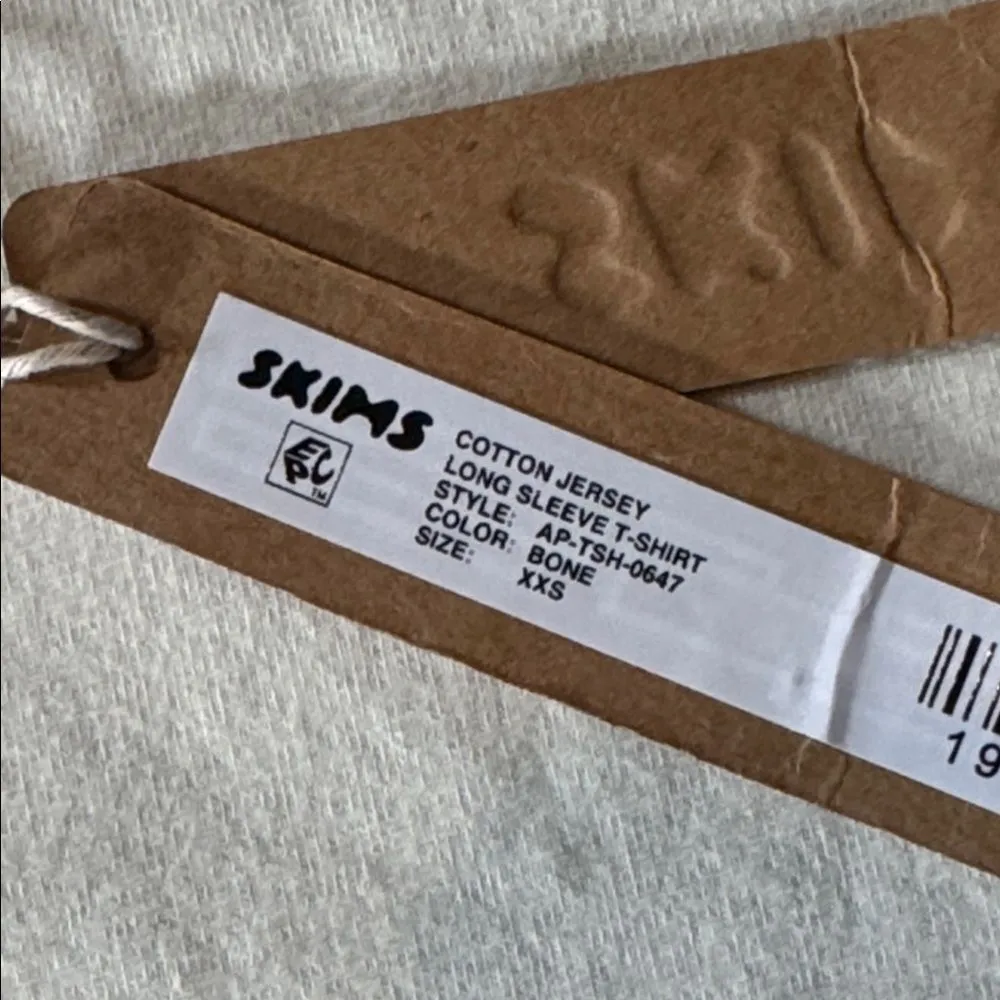 SKIMS
EPC
TM
COTTON JERSEY
LONG SLEEVE T-SHIRT
STYLE: AP-TSH-0647
COLOR: BONE
SIZE: XXS
19